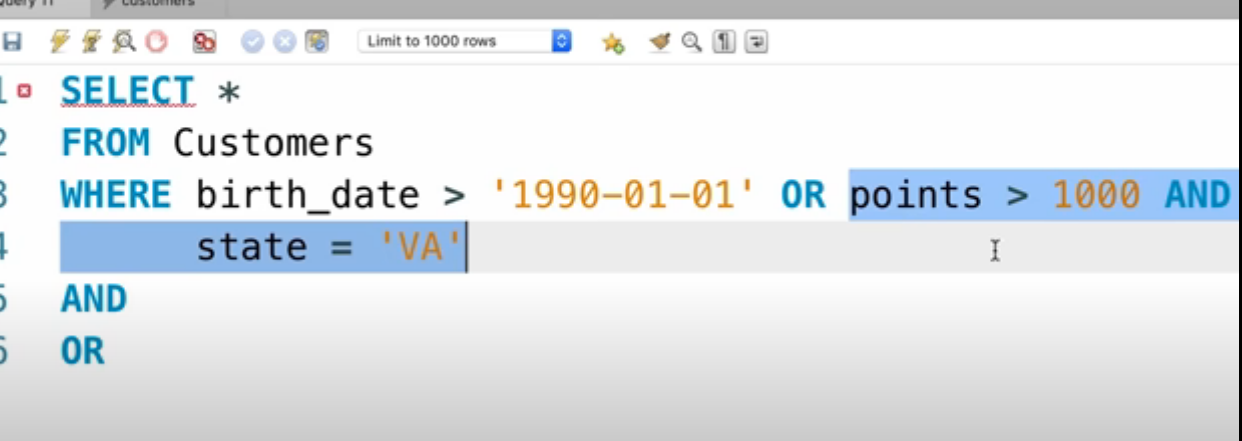 customers
Limit to 1000 rows
SELECT *
FROM Customers
WHERE birth_date > '1990-01-01' OR points > 1000 AND
state = 'VA'
AND
OR